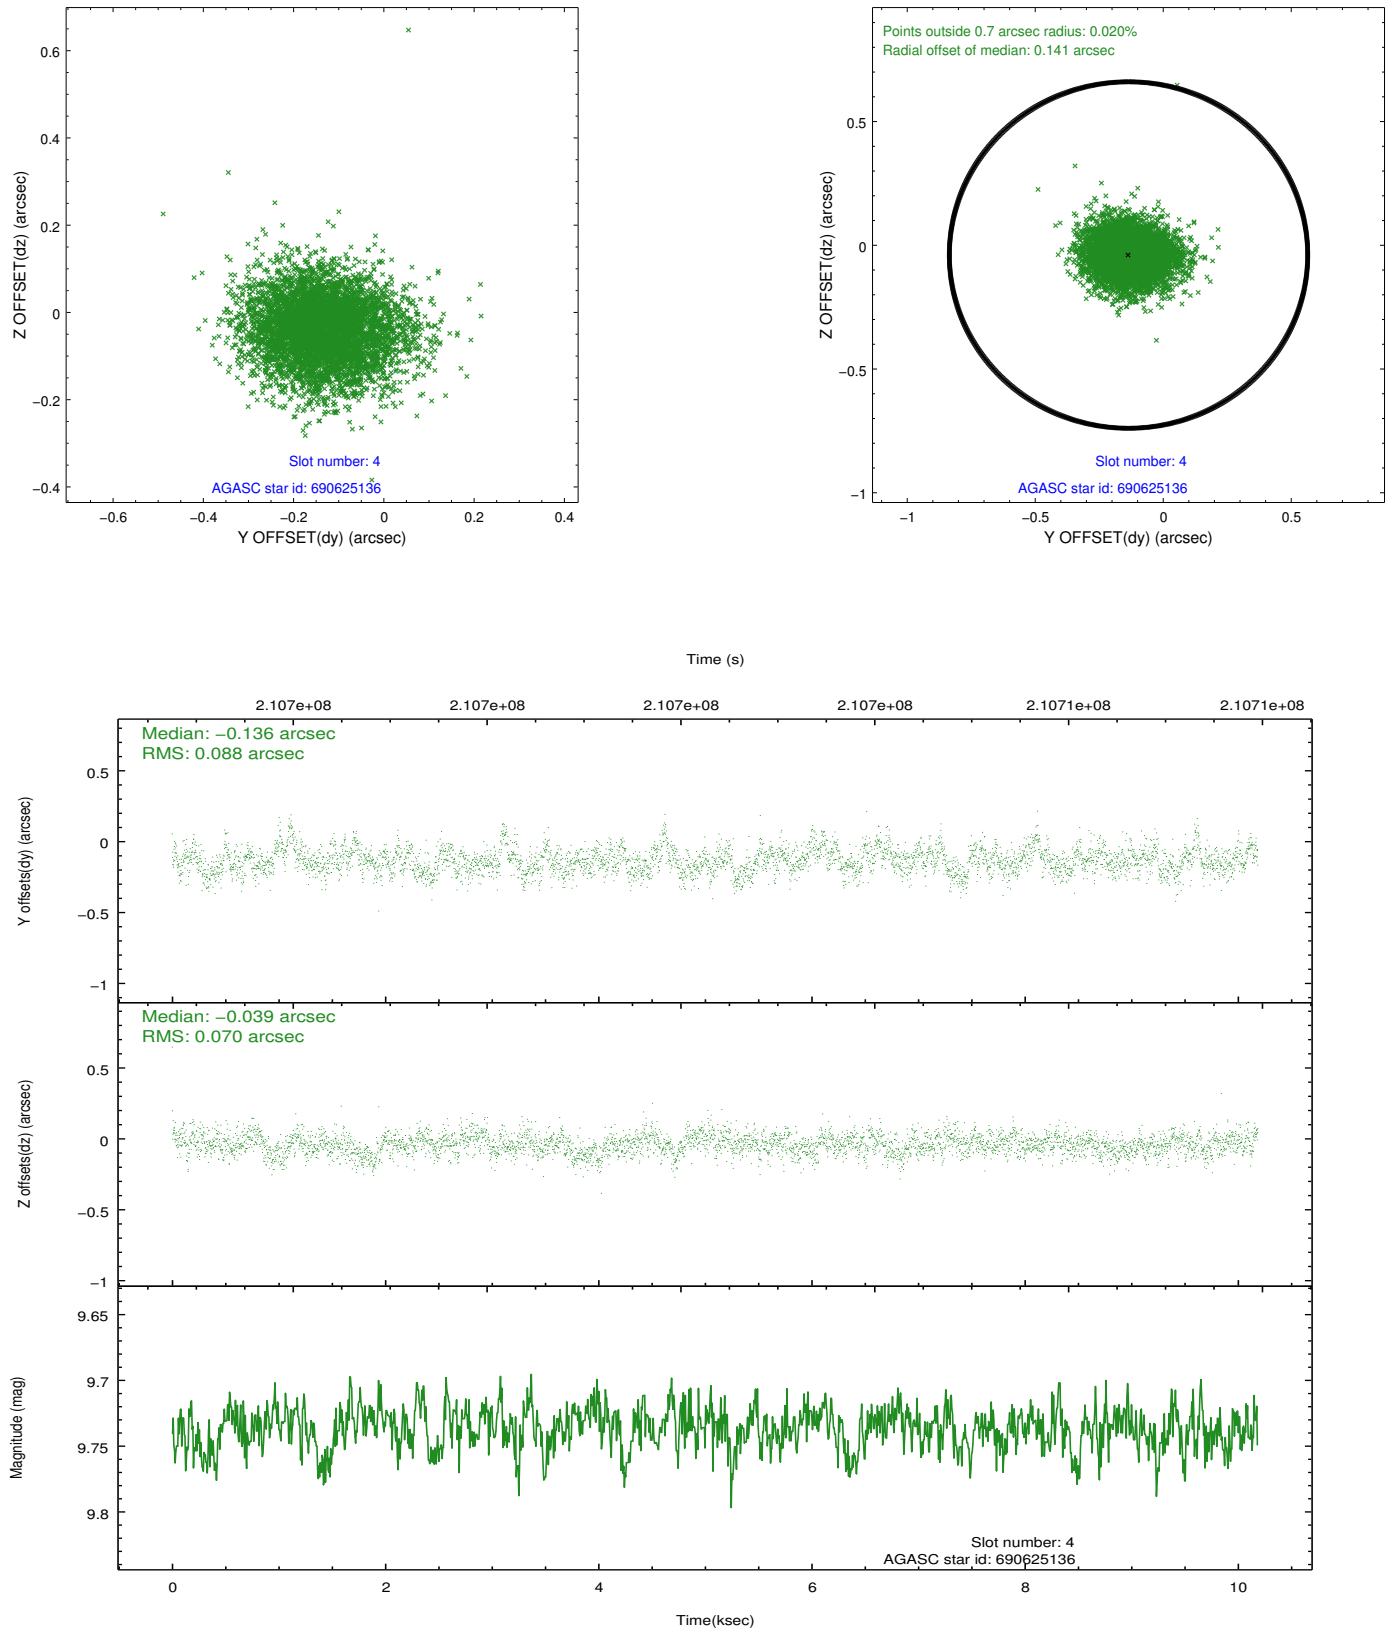 0.6
0.4
0.2
0
−0.2
−0.4
Z OFFSET(dz) (arcsec)
Slot number: 4
AGASC star id: 690625136
−0.6 −0.4 −0.2 0 0.2 0.4
Y OFFSET(dy) (arcsec)
Points outside 0.7 arcsec radius: 0.020%
Radial offset of median: 0.141 arcsec
0.5
0
−0.5
−1
Z OFFSET(dz) (arcsec)
Slot number: 4
AGASC star id: 690625136
−1 −0.5 0 0.5
Y OFFSET(dy) (arcsec)
Time (s)
2.107e+08 2.107e+08 2.107e+08 2.107e+08 2.1071e+08 2.1071e+08
Median: −0.136 arcsec
RMS: 0.088 arcsec
0.5
0
−0.5
−1
Y offsets(dy) (arcsec)
Median: −0.039 arcsec
RMS: 0.070 arcsec
0.5
0
−0.5
−1
Z offsets(dz) (arcsec)
9.65
9.7
9.75
9.8
Magnitude (mag)
Slot number: 4
AGASC star id: 690625136
0 2 4 6 8 10
Time(ksec)